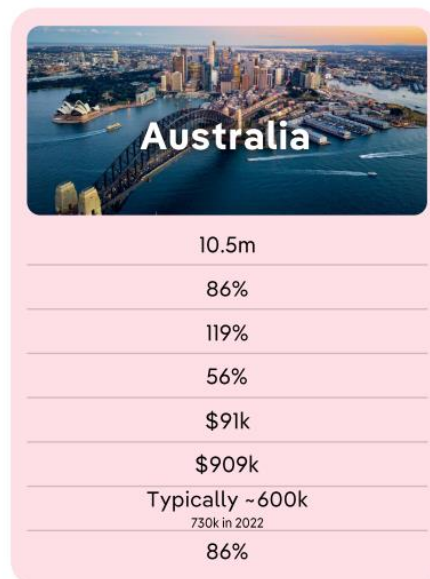 Australia
10.5m
86%
119%
56%
$91k
$909k
Typically ~600k
730k in 2022
86%